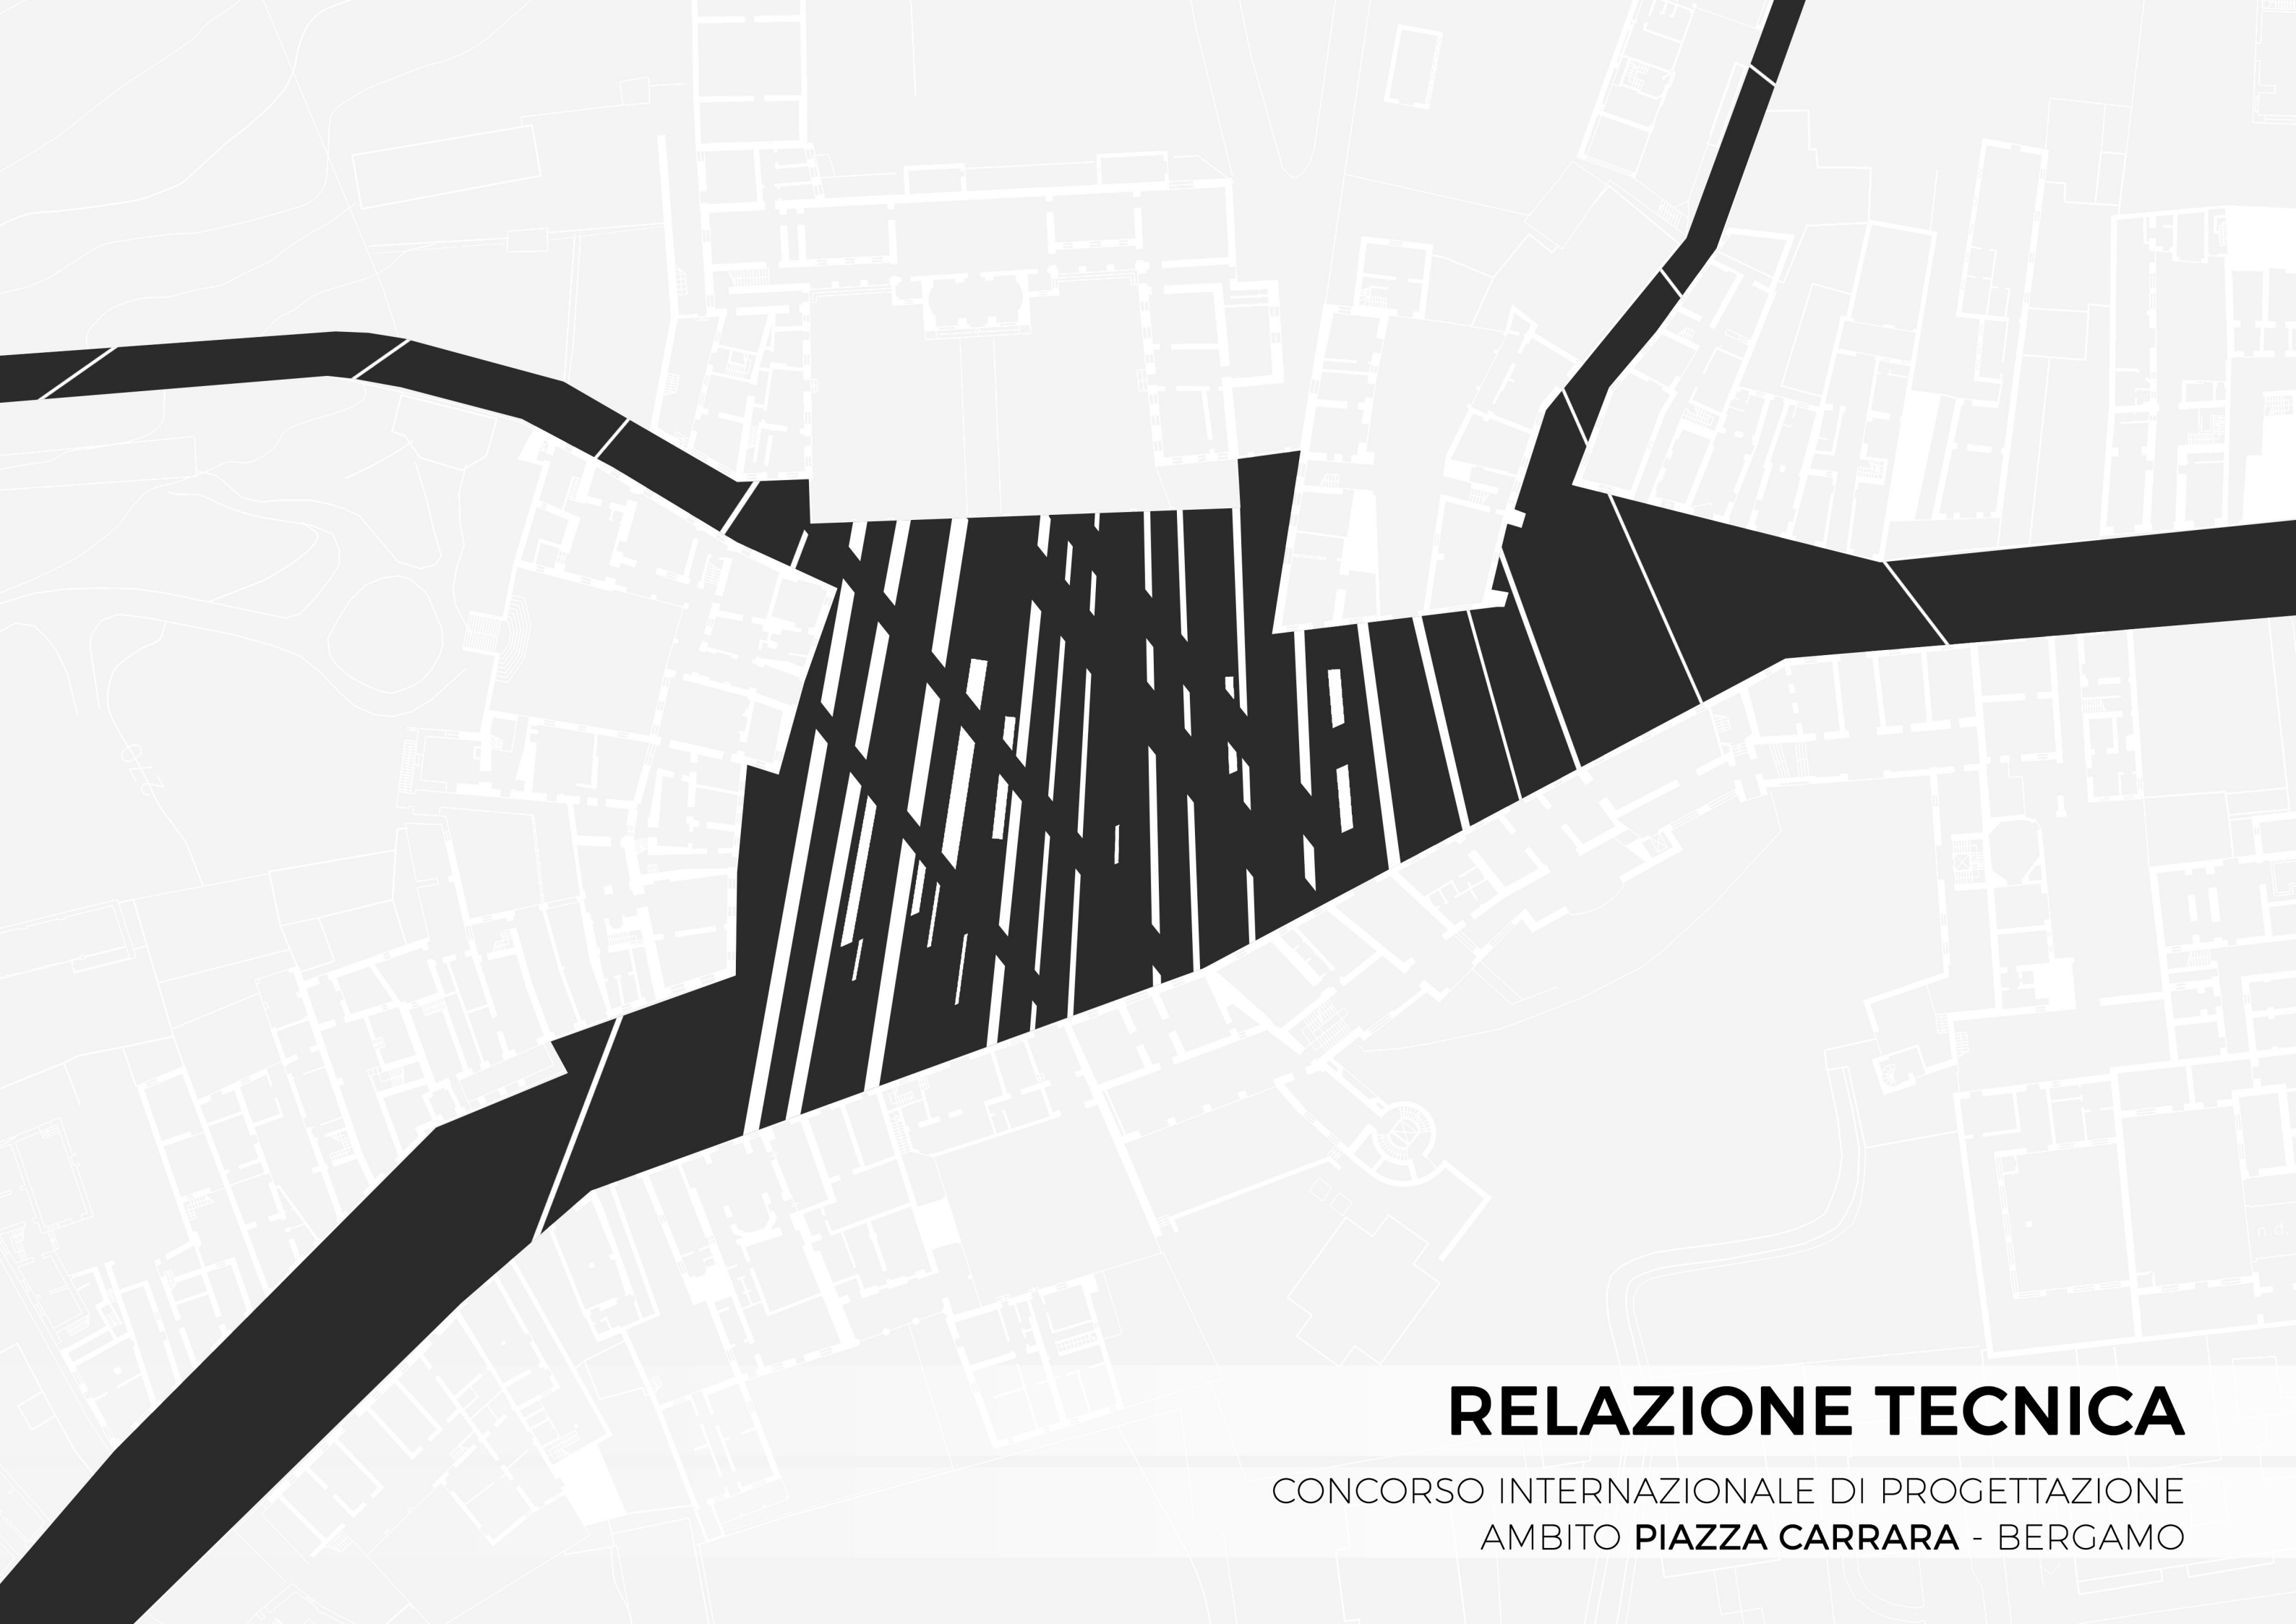 n.d.
RELAZIONE TECNICA
CONCORSO INTERNAZIONALE DI PROGETTAZIONE
AMBITO PIAZZA CARRARA - BERGAMO